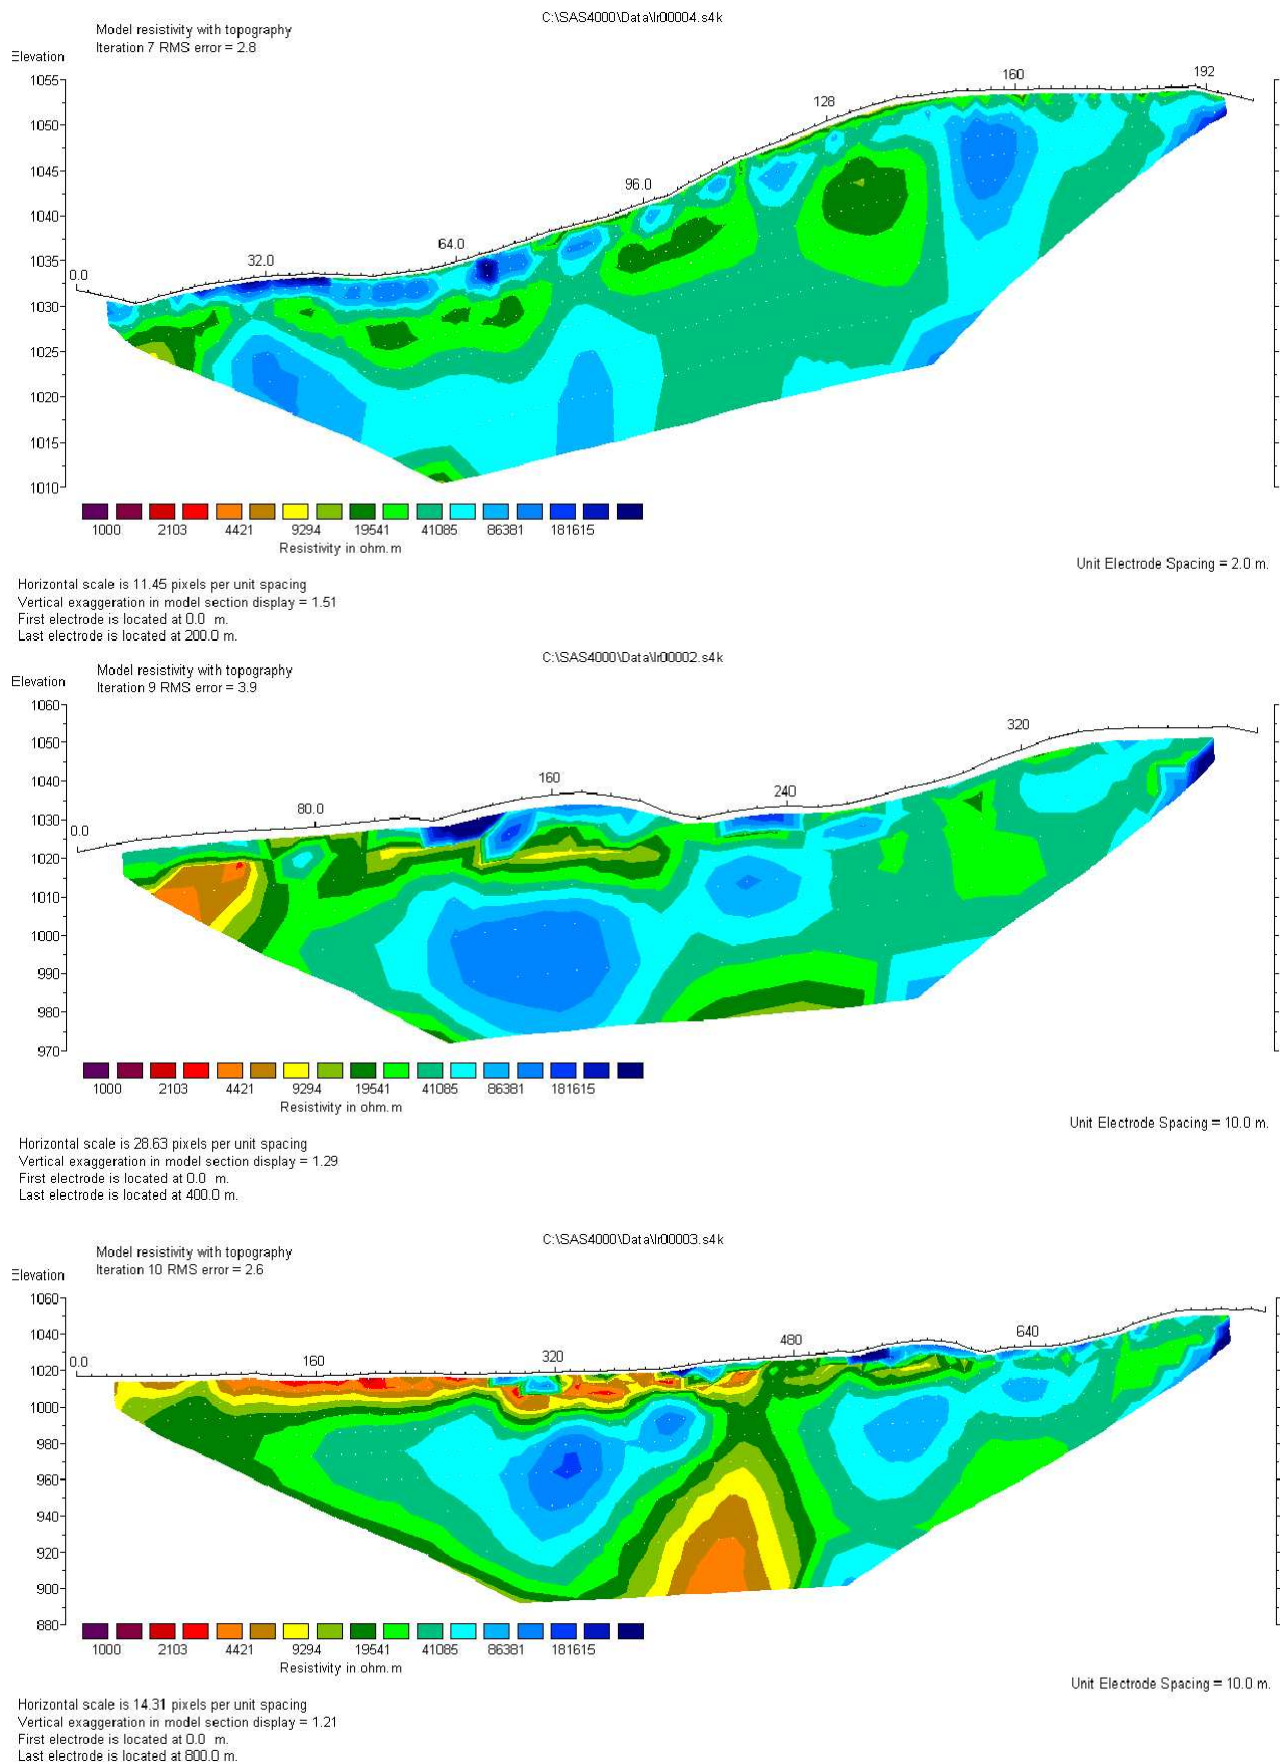 C:\SAS4000\Data\lr00004.s4k
Model resistivity with topography
Iteration 7 RMS error = 2.8
Elevation
1055
1050
1045
1040
1035
1030
1025
1020
1015
1010
0.0
32.0
64.0
96.0
128
160
192
1000 2103 4421 9294 19541 41085 86381 181615
Resistivity in ohm.m
Unit Electrode Spacing = 2.0 m.
Horizontal scale is 11.45 pixels per unit spacing
Vertical exaggeration in model section display = 1.51
First electrode is located at 0.0 m.
Last electrode is located at 200.0 m.
C:\SAS4000\Data\lr00002.s4k
Model resistivity with topography
Iteration 9 RMS error = 3.9
Elevation
1060
1050
1040
1030
1020
1010
1000
990
980
970
0.0
80.0
160
240
320
1000 2103 4421 9294 19541 41085 86381 181615
Resistivity in ohm.m
Unit Electrode Spacing = 10.0 m.
Horizontal scale is 28.63 pixels per unit spacing
Vertical exaggeration in model section display = 1.29
First electrode is located at 0.0 m.
Last electrode is located at 400.0 m.
C:\SAS4000\Data\lr00003.s4k
Model resistivity with topography
Iteration 10 RMS error = 2.6
Elevation
1060
1040
1020
1000
980
960
940
920
900
880
0.0
160
320
480
640
1000 2103 4421 9294 19541 41085 86381 181615
Resistivity in ohm.m
Unit Electrode Spacing = 10.0 m.
Horizontal scale is 14.31 pixels per unit spacing
Vertical exaggeration in model section display = 1.21
First electrode is located at 0.0 m.
Last electrode is located at 800.0 m.